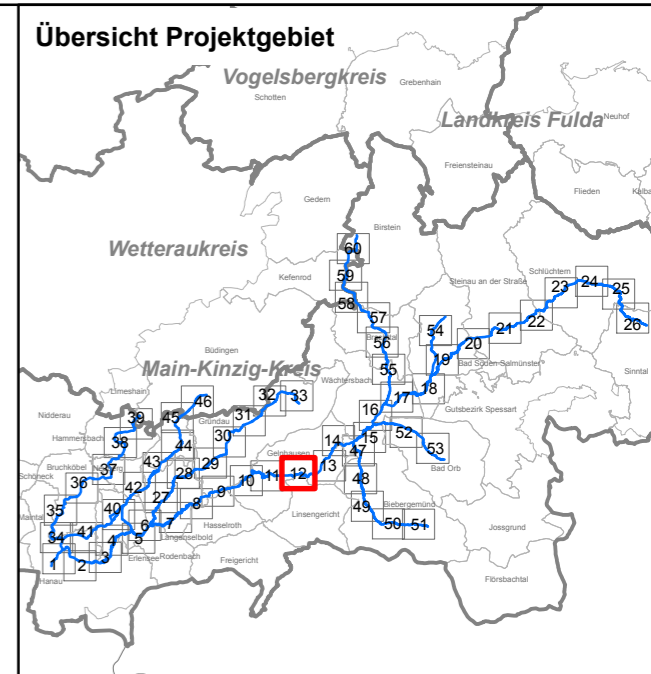 Übersicht Projektgebiet
Vogelsbergkreis
Grebenhain
Schotten
Landkreis Fulda
Neuhof
Freiensteinau
Flieden
Kalba
Gedern
Birstein
Wetteraukreis
60
Kefenrod
59
Steinau an der Straße
Schlüchtern
23
24
25
58
57
54
22
26
21
56
20
Sinntal
Büdingen
19
Bad Soden-Salmünster
Main-Kinzig-Kreis
55
Limeshain
46
32
33
Wächtersbach
18
17
Gutsbezirk Spessart
Nidderau
39
45
31
Gründau
16
Hammersbach
38
30
44
14
15
52
Bruchköbel
37
43
29
Gelnhausen
47
53
Schöneck
36
28
10
11
12
13
Bad Orb
42
9
48
35
27
8
Linsengericht
49
Biebergemünd
Maintal
40
Hasselroth
50
51
34
41
6
7
Jossgrund
4
5
Langenselbold
1
2
3
Erlensee
Rodenbach
Freigericht
Hanau
Flörsbachtal